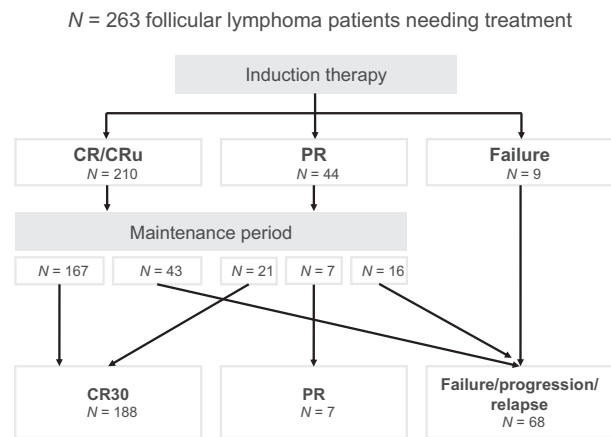 N = 263 follicular lymphoma patients needing treatment
Induction therapy
CR/CRu
N = 210
PR
N = 44
Failure
N = 9
Maintenance period
N = 167
N = 43
N = 21
N = 7
N = 16
CR30
N = 188
PR
N = 7
Failure/progression/
relapse
N = 68